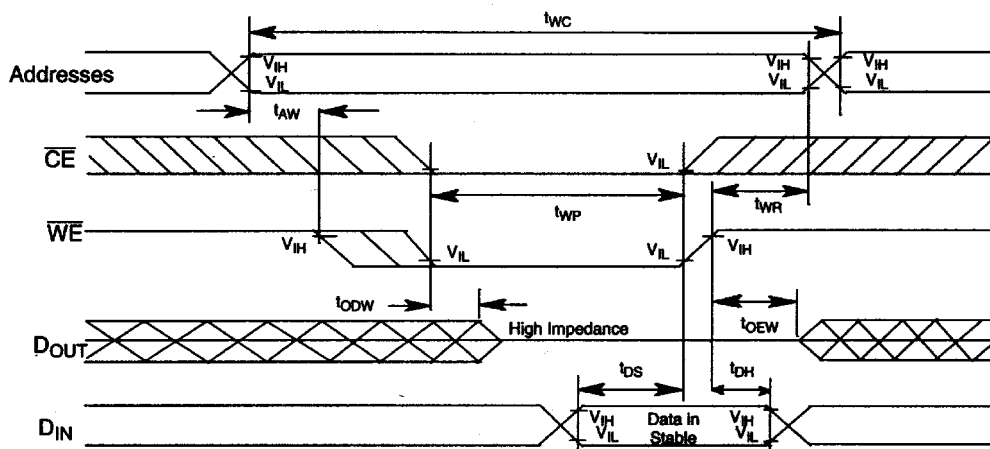 tWC
Addresses
VIH
VIL
VIH
VIL
VIH
VIL
tAW
CE
VIL
tWP
tWR
WE
VIH
VIL
VIL
VIH
tODW
tOEW
DOUT
High Impedance
tDS
tDH
DIN
VIH
VIL
Data in
Stable
VIH
VIL